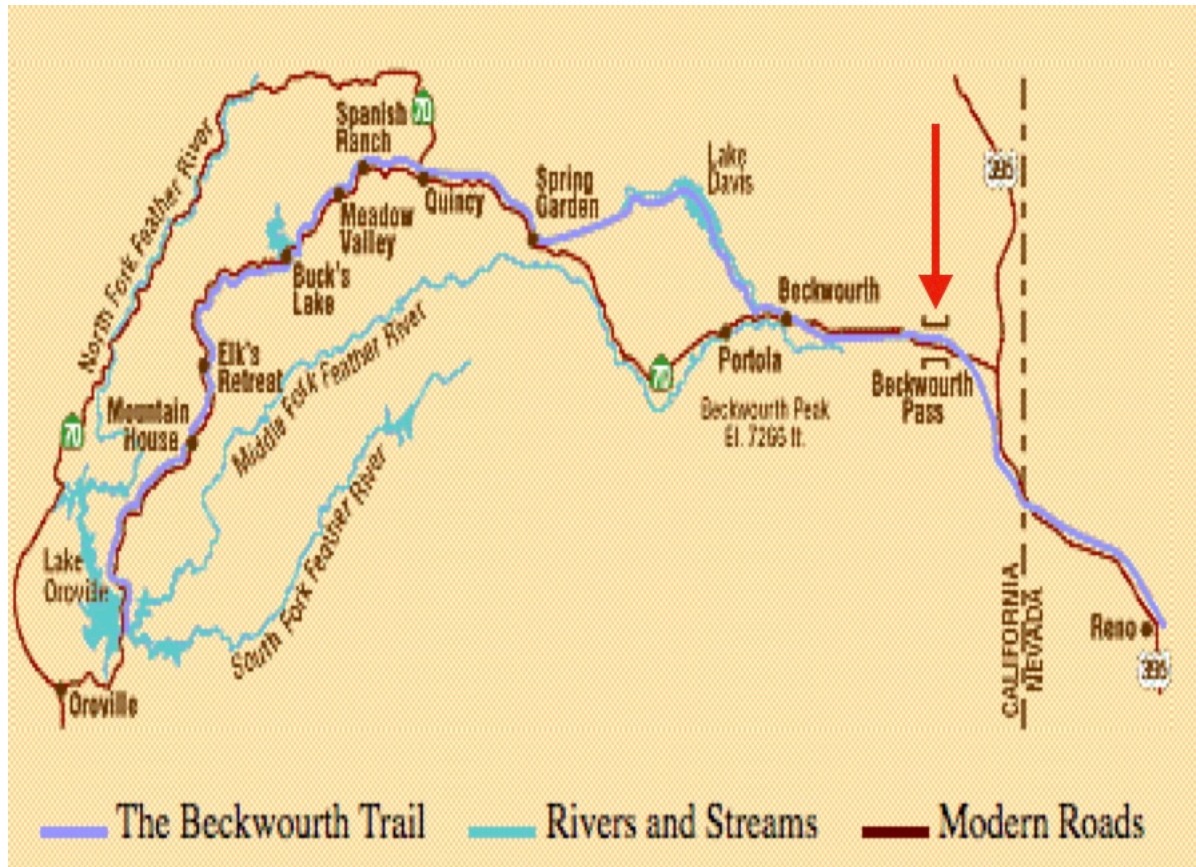 70
Spanish
Ranch
395
North Fork Feather River
Lake
Davis
Quincy
Spring
Garden
Meadow
Valley
Buck's
Lake
Beckwourth
Elk's
Retreat
Middle Fork Feather River
Portola
70
Beckwourth
Pass
Beckwourth Peak
El. 7266 ft.
70
Mountain
House
South Fork Feather River
Lake
Oroville
CALIFORNIA
NEVADA
Reno
395
Oroville
The Beckwourth Trail
Rivers and Streams
Modern Roads